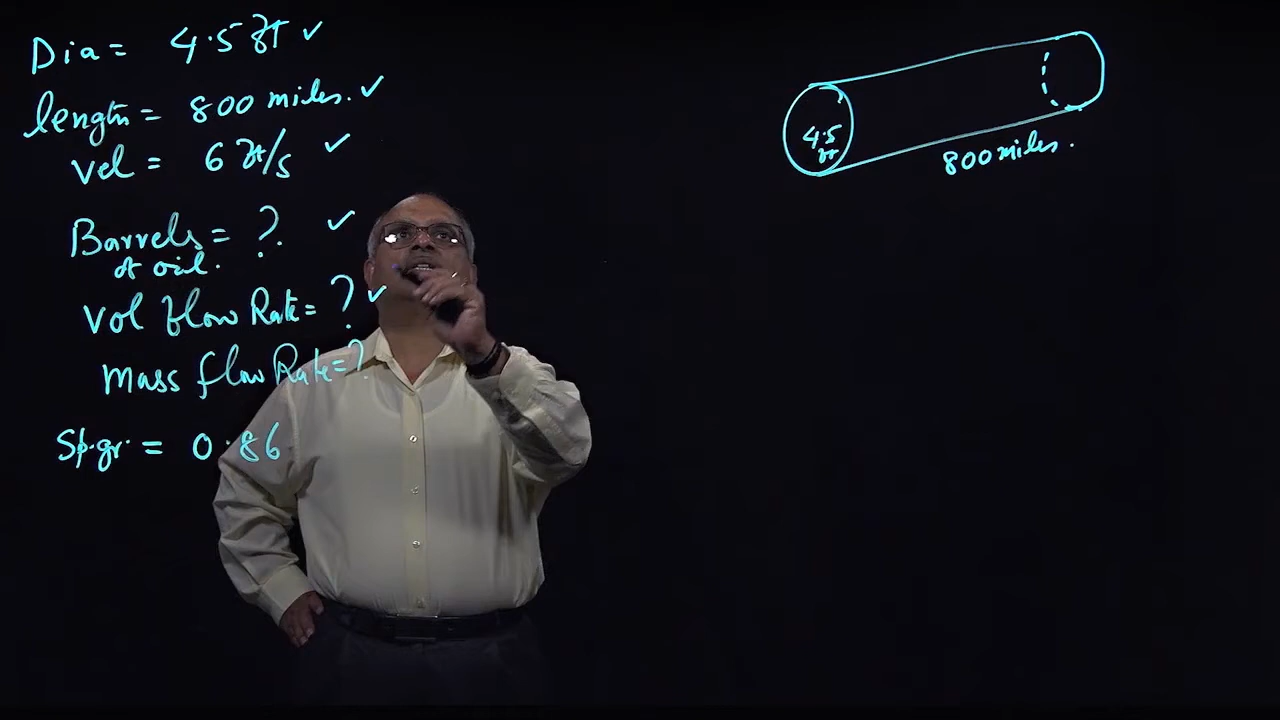 Dia = 4.5 ft ✓
length = 800 miles. ✓
vel = 6 ft/s ✓
Barrels = ? ✓
of oil.
Vol flow Rate = ? ✓
mass flow Rate = ?
Sp.gr. = 0.86
4.5
ft
800 miles.